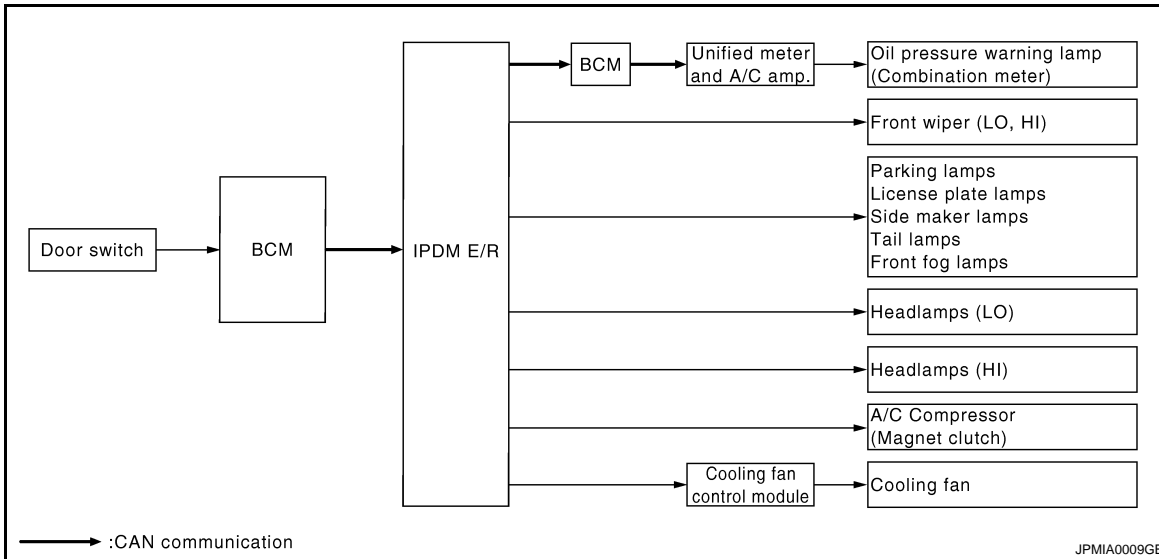 Door switch
BCM
IPDM E/R
BCM
Unified meter
and A/C amp.
Oil pressure warning lamp
(Combination meter)
Front wiper (LO, HI)
Parking lamps
License plate lamps
Side maker lamps
Tail lamps
Front fog lamps
Headlamps (LO)
Headlamps (HI)
A/C Compressor
(Magnet clutch)
Cooling fan
control module
Cooling fan
:CAN communication